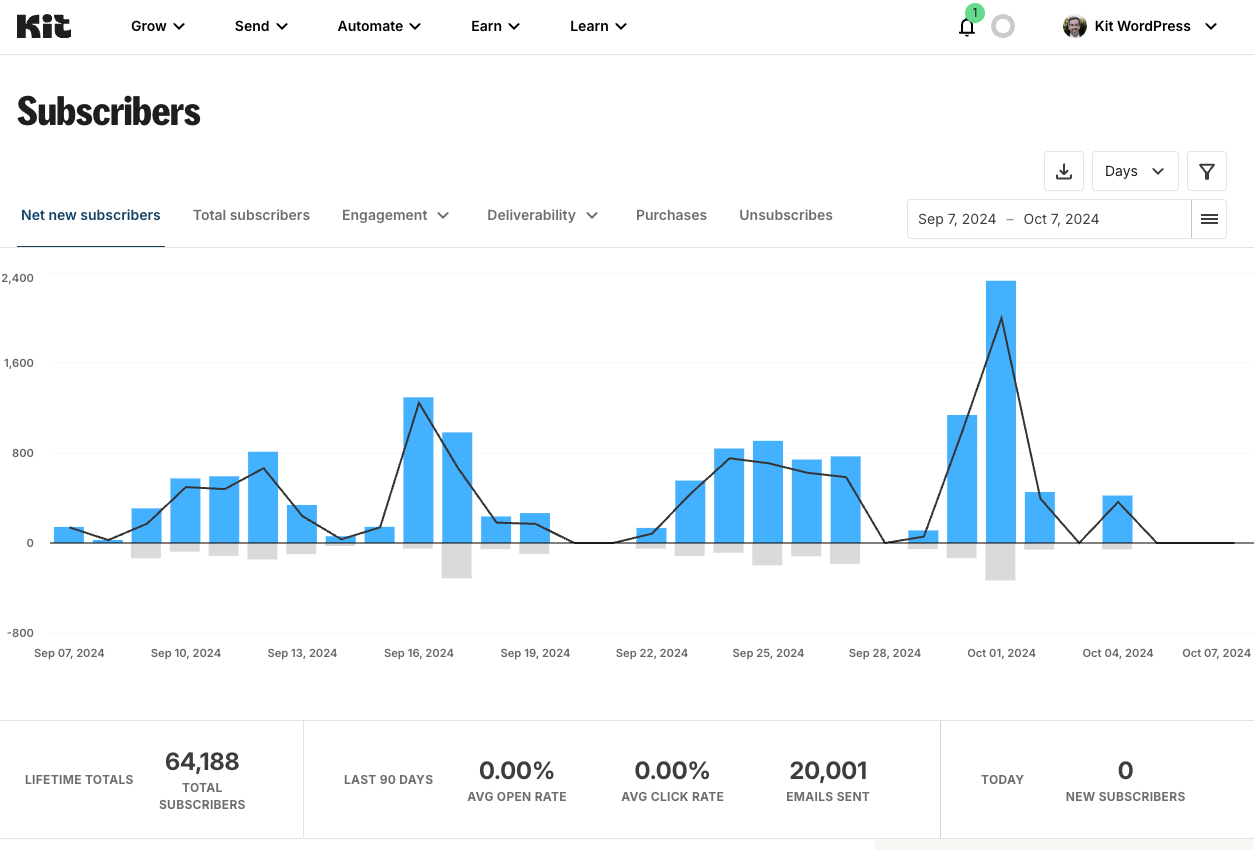 Kit Grow Send Automate Earn Learn 1 Kit WordPress
Subscribers
Days
Net new subscribers Total subscribers Engagement Deliverability Purchases Unsubscribes Sep 7, 2024 – Oct 7, 2024
2,400
1,600
800
0
-800
Sep 07, 2024 Sep 10, 2024 Sep 13, 2024 Sep 16, 2024 Sep 19, 2024 Sep 22, 2024 Sep 25, 2024 Sep 28, 2024 Oct 01, 2024 Oct 04, 2024 Oct 07, 2024
LIFETIME TOTALS
64,188
TOTAL
SUBSCRIBERS
LAST 90 DAYS
0.00%
AVG OPEN RATE
0.00%
AVG CLICK RATE
20,001
EMAILS SENT
TODAY
0
NEW SUBSCRIBERS